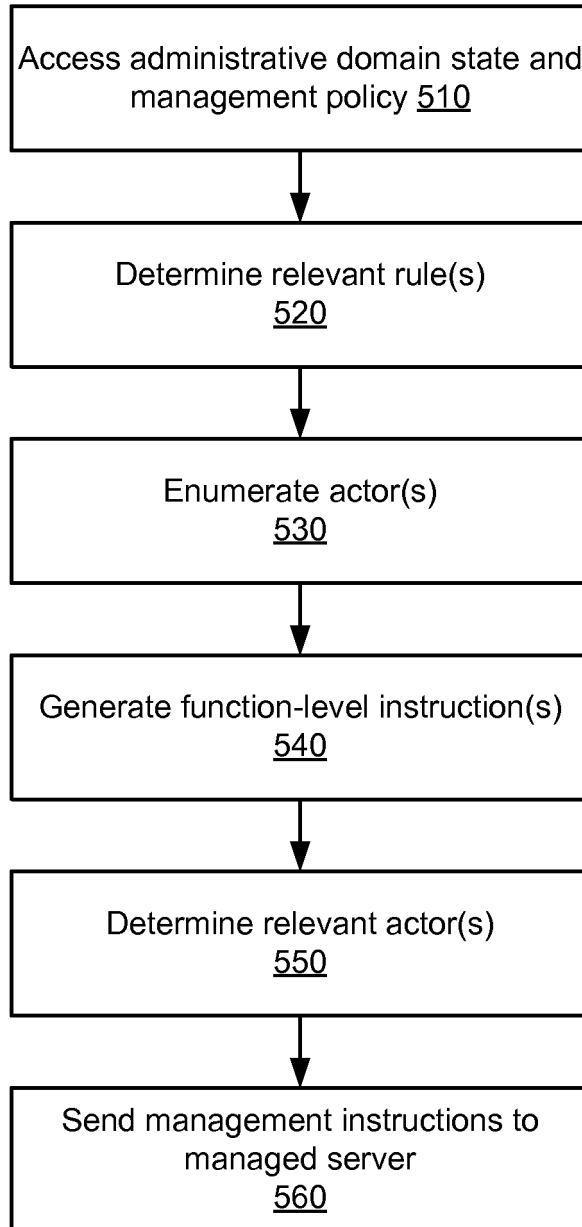 Access administrative domain state and
management policy 510
Determine relevant rule(s)
520
Enumerate actor(s)
530
Generate function-level instruction(s)
540
Determine relevant actor(s)
550
Send management instructions to
managed server
560